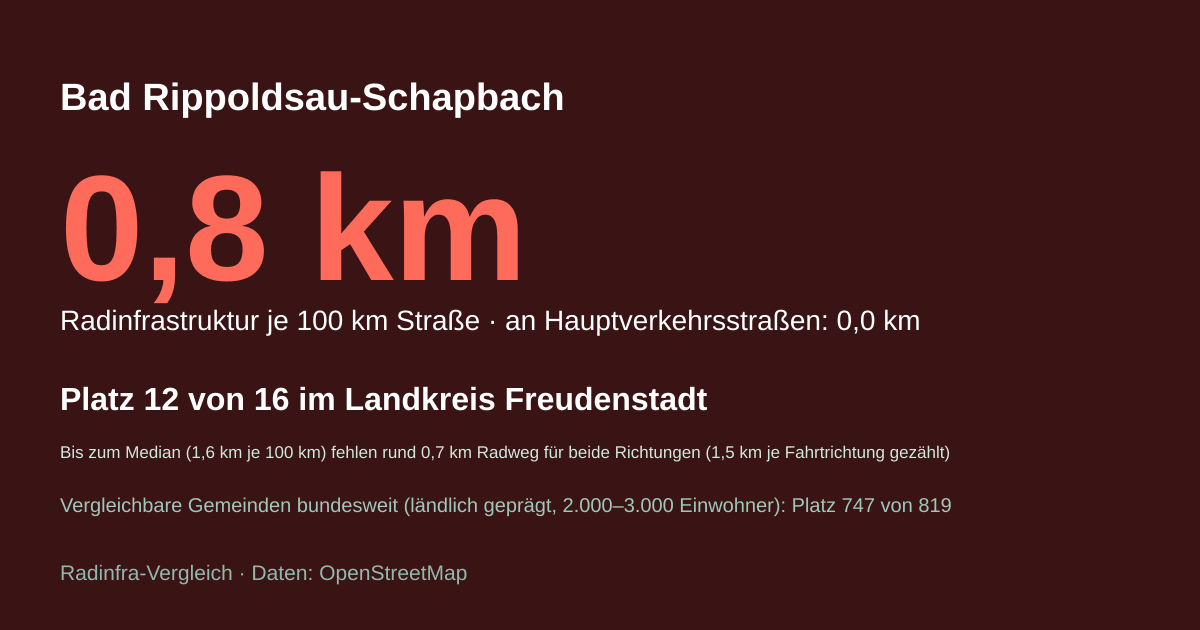 Bad Rippoldsau-Schapbach
0,8 km
Radinfrastruktur je 100 km Straße · an Hauptverkehrsstraßen: 0,0 km
Platz 12 von 16 im Landkreis Freudenstadt
Bis zum Median (1,6 km je 100 km) fehlen rund 0,7 km Radweg für beide Richtungen (1,5 km je Fahrtrichtung gezählt)
Vergleichbare Gemeinden bundesweit (ländlich geprägt, 2.000–3.000 Einwohner): Platz 747 von 819
Radinfra-Vergleich · Daten: OpenStreetMap